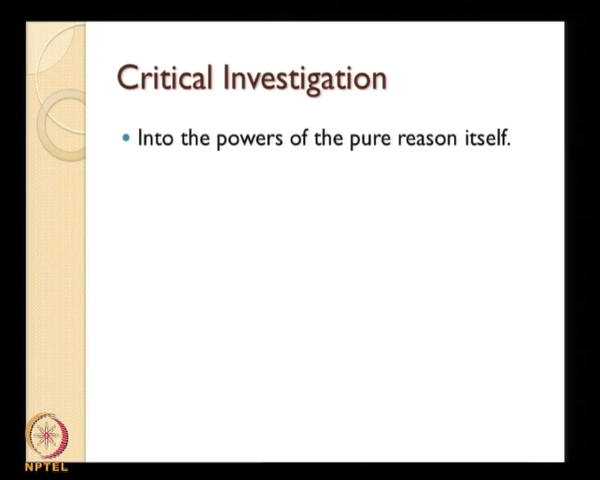 Critical Investigation
Into the powers of the pure reason itself.
NPTEL